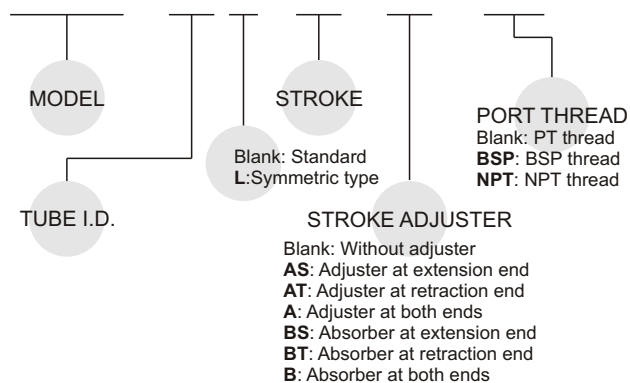 MODEL
STROKE
PORT THREAD
Blank: PT thread
BSP: BSP thread
NPT: NPT thread
Blank: Standard
L:Symmetric type
TUBE I.D.
STROKE ADJUSTER
Blank: Without adjuster
AS: Adjuster at extension end
AT: Adjuster at retraction end
A: Adjuster at both ends
BS: Absorber at extension end
BT: Absorber at retraction end
B: Absorber at both ends